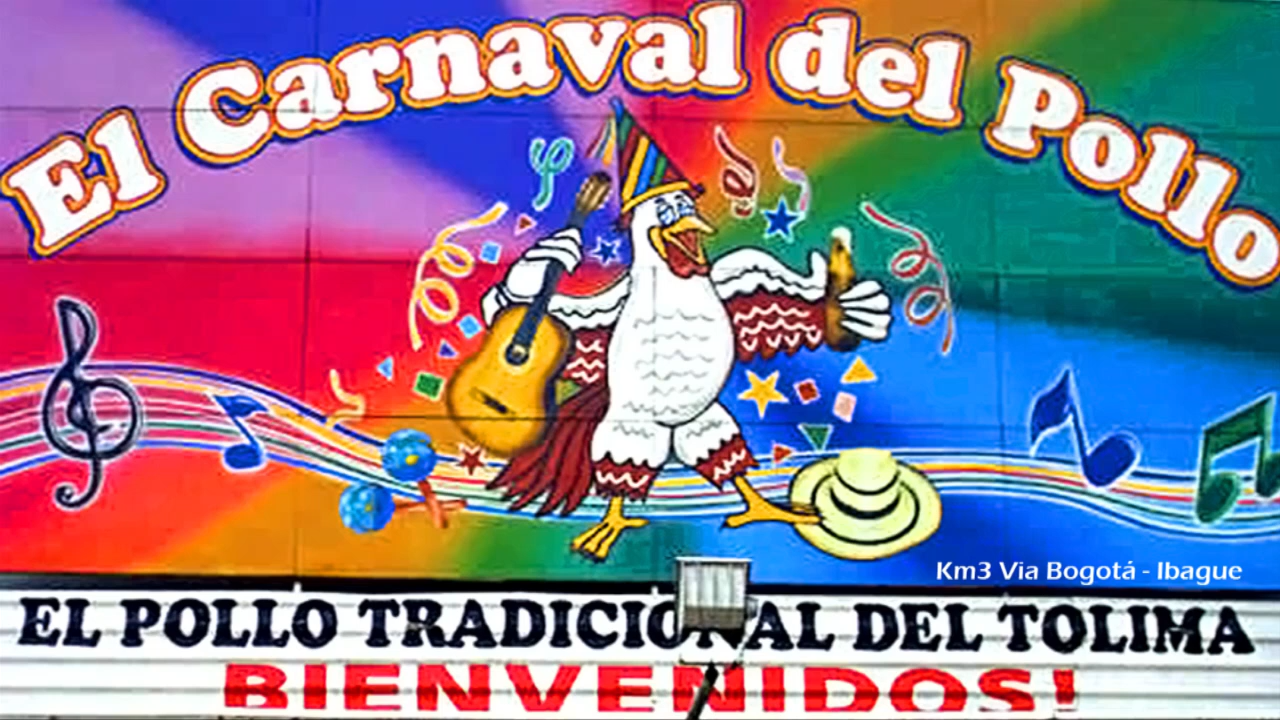 El Carnaval del Pollo
Km3 Via Bogotá - Ibague
EL POLLO TRADICIONAL DEL TOLIMA
BIENVENIDOS!